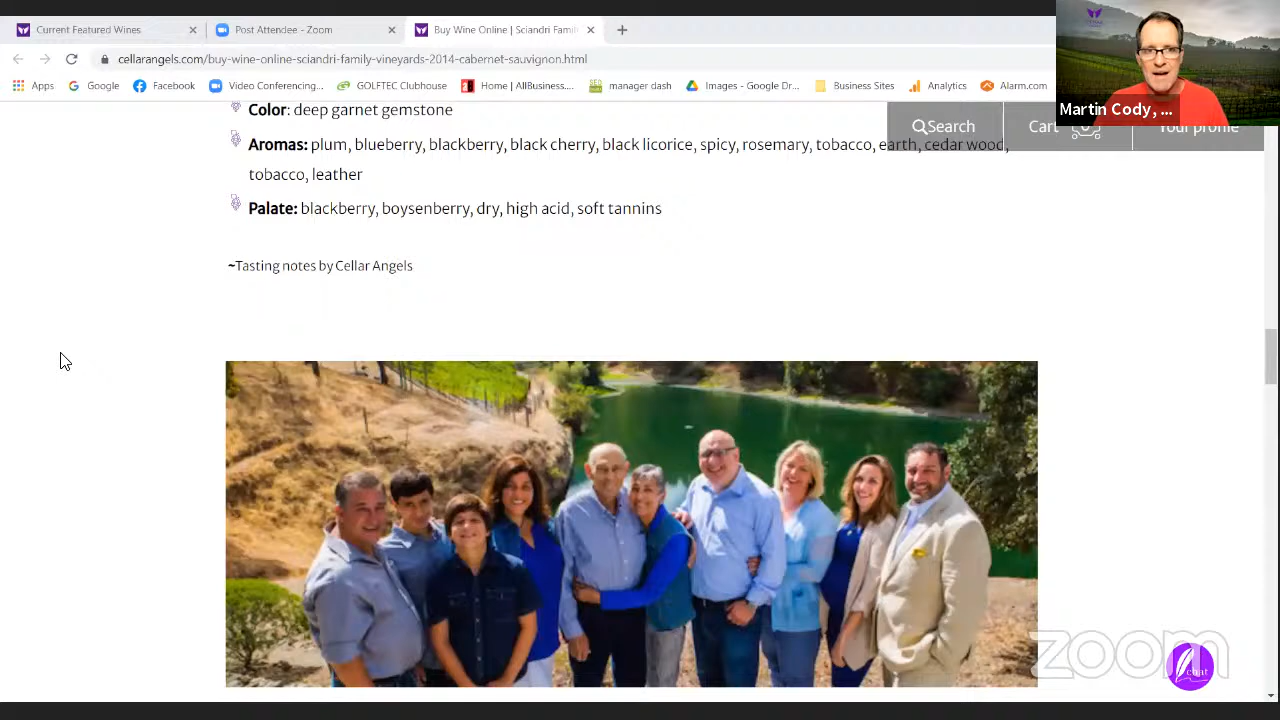 Current Featured Wines
Post Attendee - Zoom
Buy Wine Online | Sciandri Fami
cellarangels.com/buy-wine-online-sciandri-family-vineyards-2014
net-sauvignon.html
Apps
Google
Facebook
Video Conferencing...
GOLFTEC Clubhouse
Home | AllBusiness....
manager dash
Images - Google Dr...
Business Sites
Analytics
Alarm.com
Martin Cody, ...
Search
Cart
Your profile
Color: deep garnet gemstone
Aromas: plum, blueberry, blackberry, black cherry, black licorice, spicy, rosemary, tobacco, earth, cedar wood,
tobacco, leather
Palate: blackberry, boysenberry, dry, high acid, soft tannins
~Tasting notes by Cellar Angels
zoom
chat